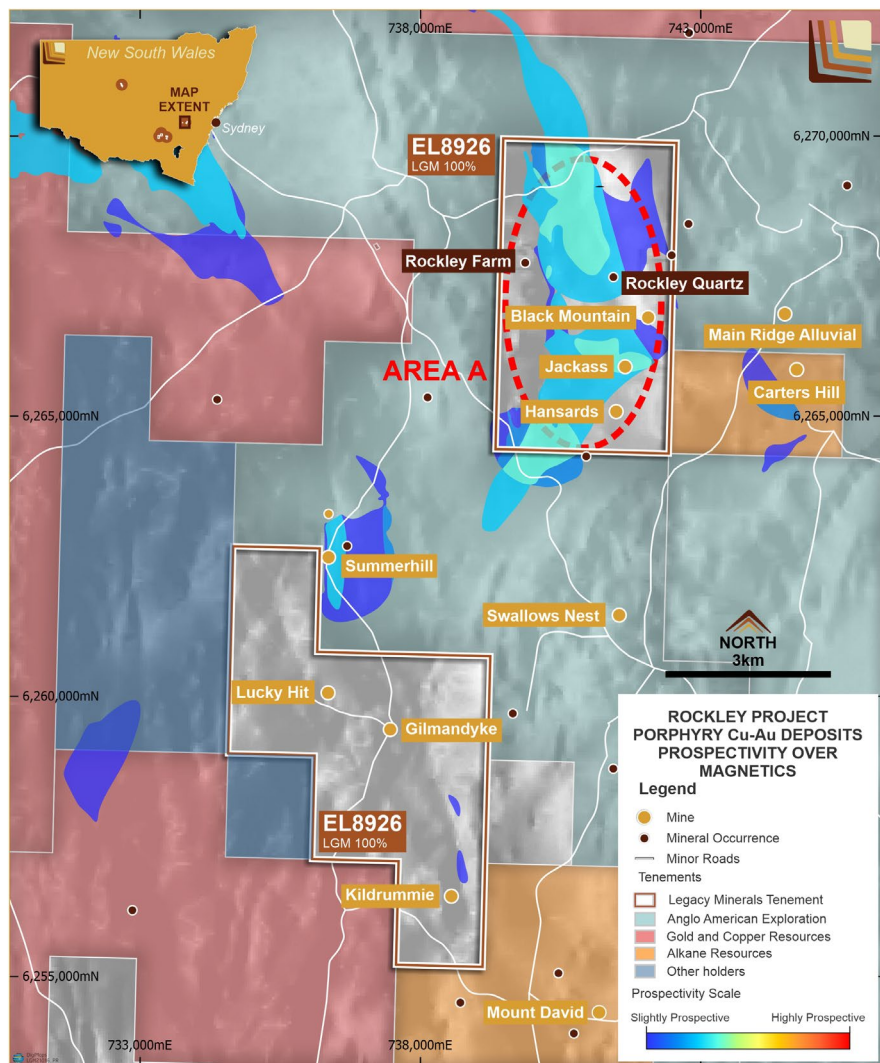 738,000mE
743,000mE
New South Wales
MAP
EXTENT
Sydney
6,270,000mN
EL8926
LGM 100%
Rockley Farm
Rockley Quartz
Black Mountain
Main Ridge Alluvial
AREA A
Jackass
Carters Hill
6,265,000mN
6,265,000mN
Hansards
Summerhill
Swallows Nest
NORTH
3km
6,260,000mN
Lucky Hit
Gilmandyke
EL8926
LGM 100%
Kildrummie
6,255,000mN
Mount David
733,000mE
738,000mE
ROCKLEY PROJECT
PORPHYRY Cu-Au DEPOSITS
PROSPECTIVITY OVER
MAGNETICS
Legend
Mine
Mineral Occurrence
Minor Roads
Tenements
Legacy Minerals Tenement
Anglo American Exploration
Gold and Copper Resources
Alkane Resources
Other holders
Prospectivity Scale
Slightly Prospective
Highly Prospective